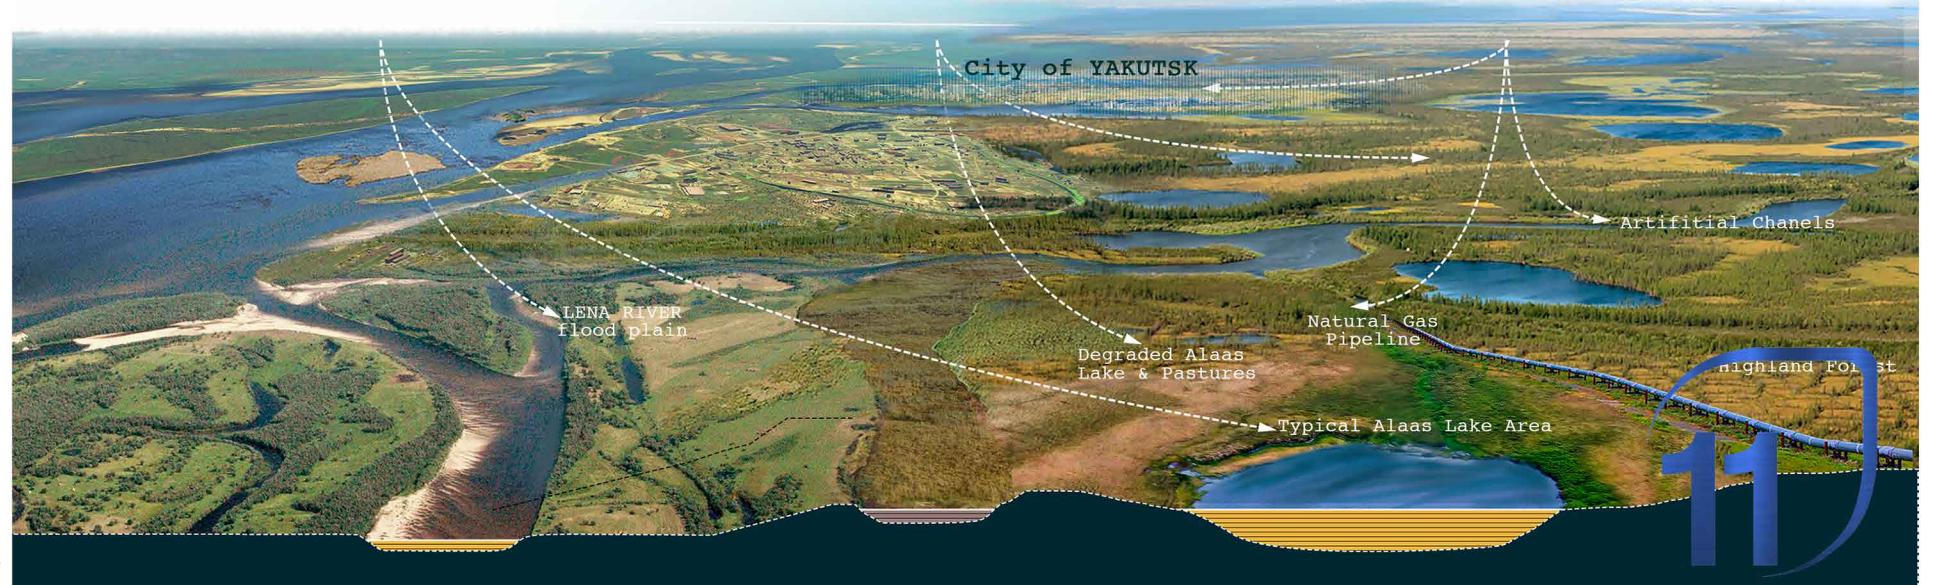 City of YAKUTSK
Artifitial Chanels
LENA RIVER
flood plain
Natural Gas
Pipeline
Degraded Alaas
Lake & Pastures
Highland Forest
Typical Alaas Lake Area
11